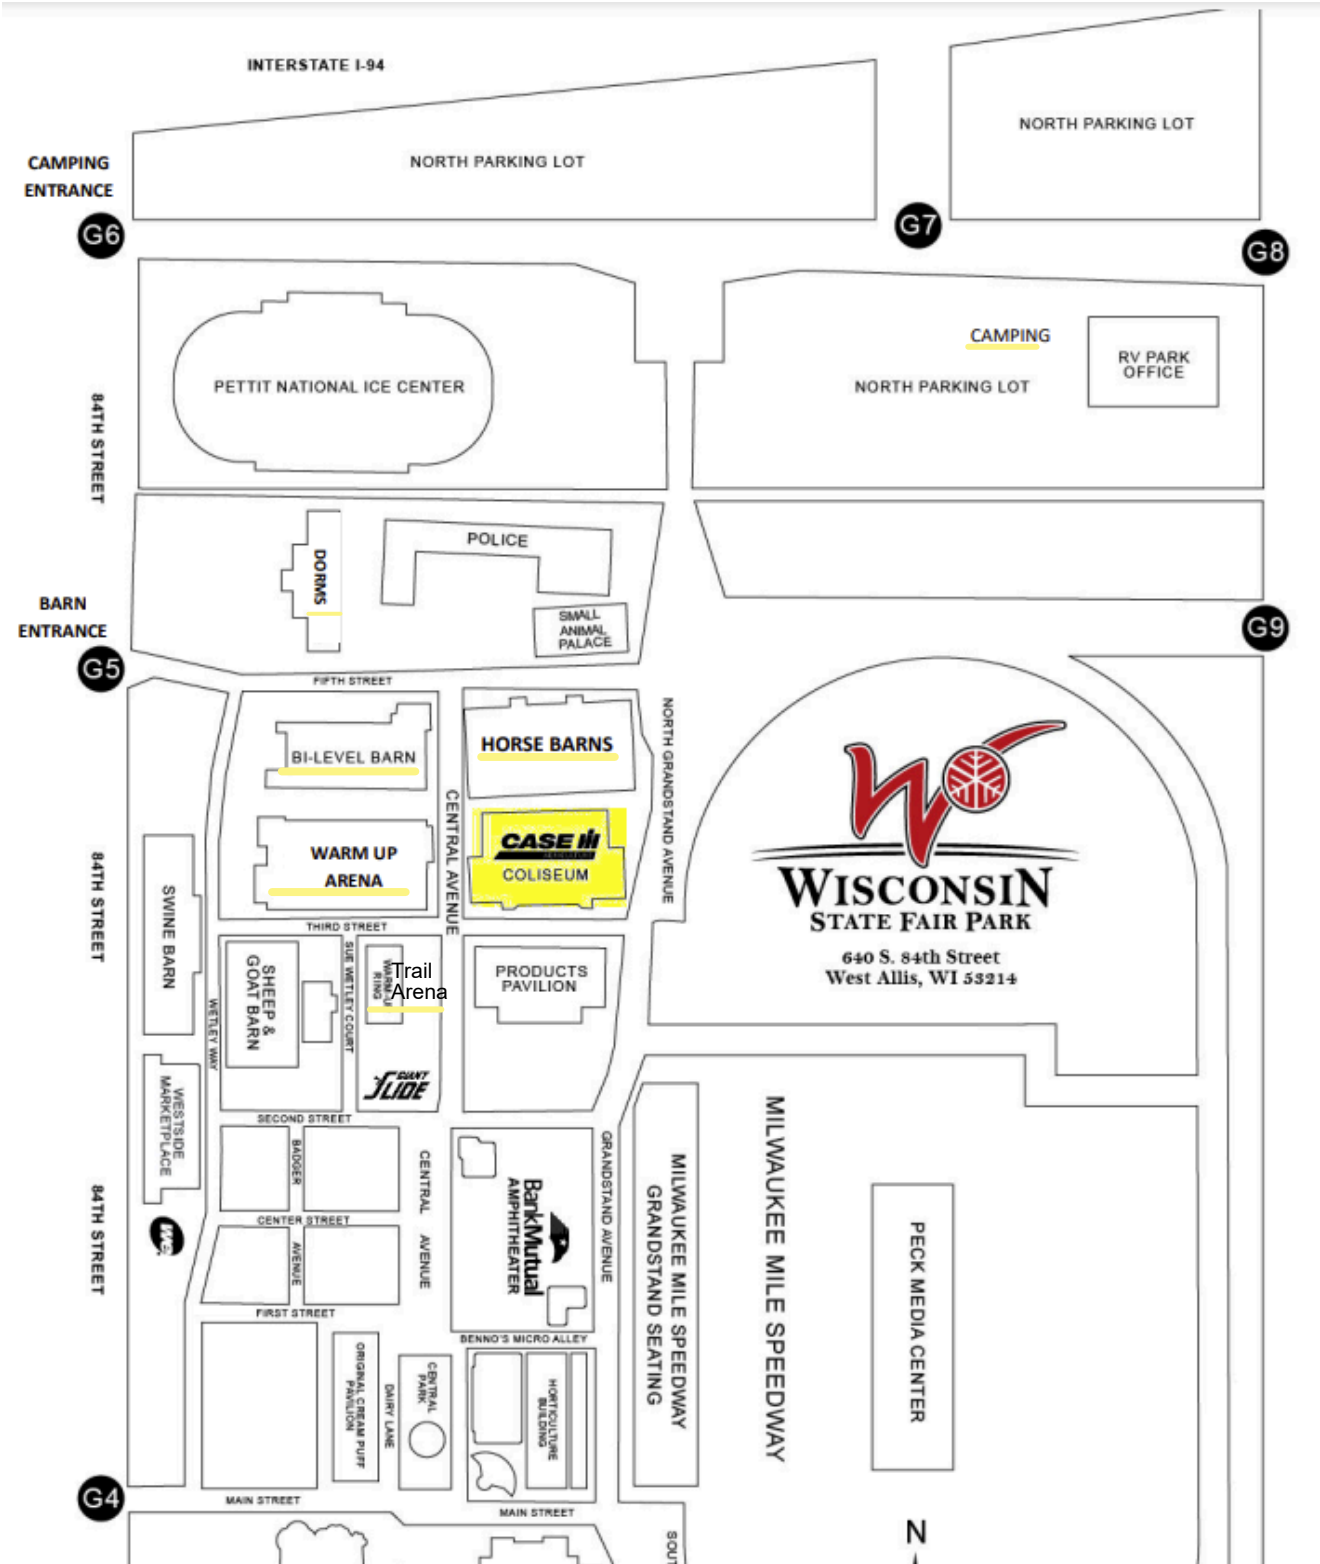 INTERSTATE I-94
NORTH PARKING LOT
NORTH PARKING LOT
CAMPING
ENTRANCE
G6
G7
G8
PETTIT NATIONAL ICE CENTER
CAMPING
NORTH PARKING LOT
RV PARK
OFFICE
84TH STREET
DORMS
POLICE
SMALL
ANIMAL
PALACE
BARN
ENTRANCE
G5
G9
FIFTH STREET
BI-LEVEL BARN
HORSE BARNS
NORTH GRANDSTAND AVENUE
CENTRAL AVENUE
WARM UP
ARENA
CASE IH
COLISEUM
WISCONSIN
STATE FAIR PARK
640 S. 84th Street
West Allis, WI 53214
84TH STREET
SWINE BARN
THIRD STREET
SHEEP &
GOAT BARN
SUE WETLEY COURT
WETLEY WAY
RING
Trail
Arena
PRODUCTS
PAVILION
GIANT
SLIDE
WESTSIDE
MARKETPLACE
SECOND STREET
BADGER
AVENUE
CENTER STREET
CENTRAL AVENUE
BankMutual
AMPHITHEATER
GRANDSTAND AVENUE
MILWAUKEE MILE SPEEDWAY
GRANDSTAND SEATING
MILWAUKEE MILE SPEEDWAY
PECK MEDIA CENTER
84TH STREET
we
FIRST STREET
BENNO'S MICRO ALLEY
ORIGINAL CREAM PUFF
PAVILION
DAIRY LANE
CENTRAL
PARK
HORTICULTURE
BUILDING
G4
MAIN STREET
MAIN STREET
SOUT
N